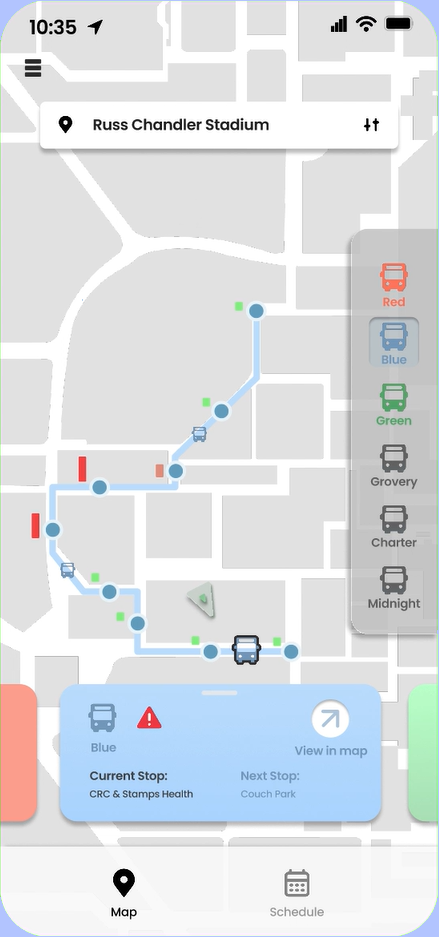 10:35
Russ Chandler Stadium
Red
Blue
Green
Grovery
Charter
Midnight
Blue
View in map
Current Stop:
Next Stop:
CRC & Stamps Health
Couch Park
Map
Schedule